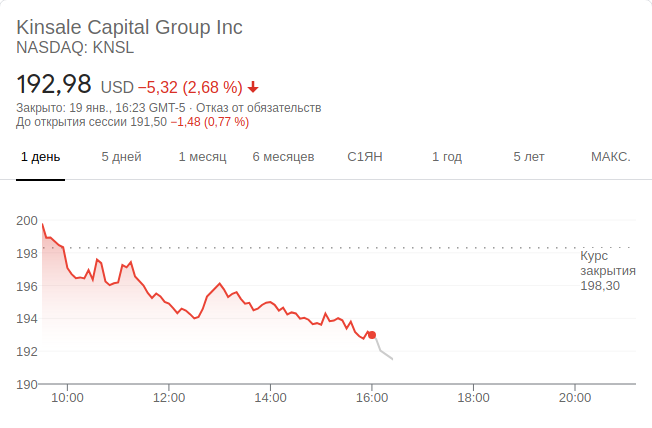 Kinsale Capital Group Inc
NASDAQ: KNSL
192,98 USD −5,32 (2,68 %)
Закрыто: 19 янв., 16:23 GMT-5 · Отказ от обязательств
До открытия сессии 191,50 −1,48 (0,77 %)
1 день 5 дней 1 месяц 6 месяцев С1ЯН 1 год 5 лет МАКС.
200
198
196
194
192
190
Курс
закрытия
198,30
10:00 12:00 14:00 16:00 18:00 20:00